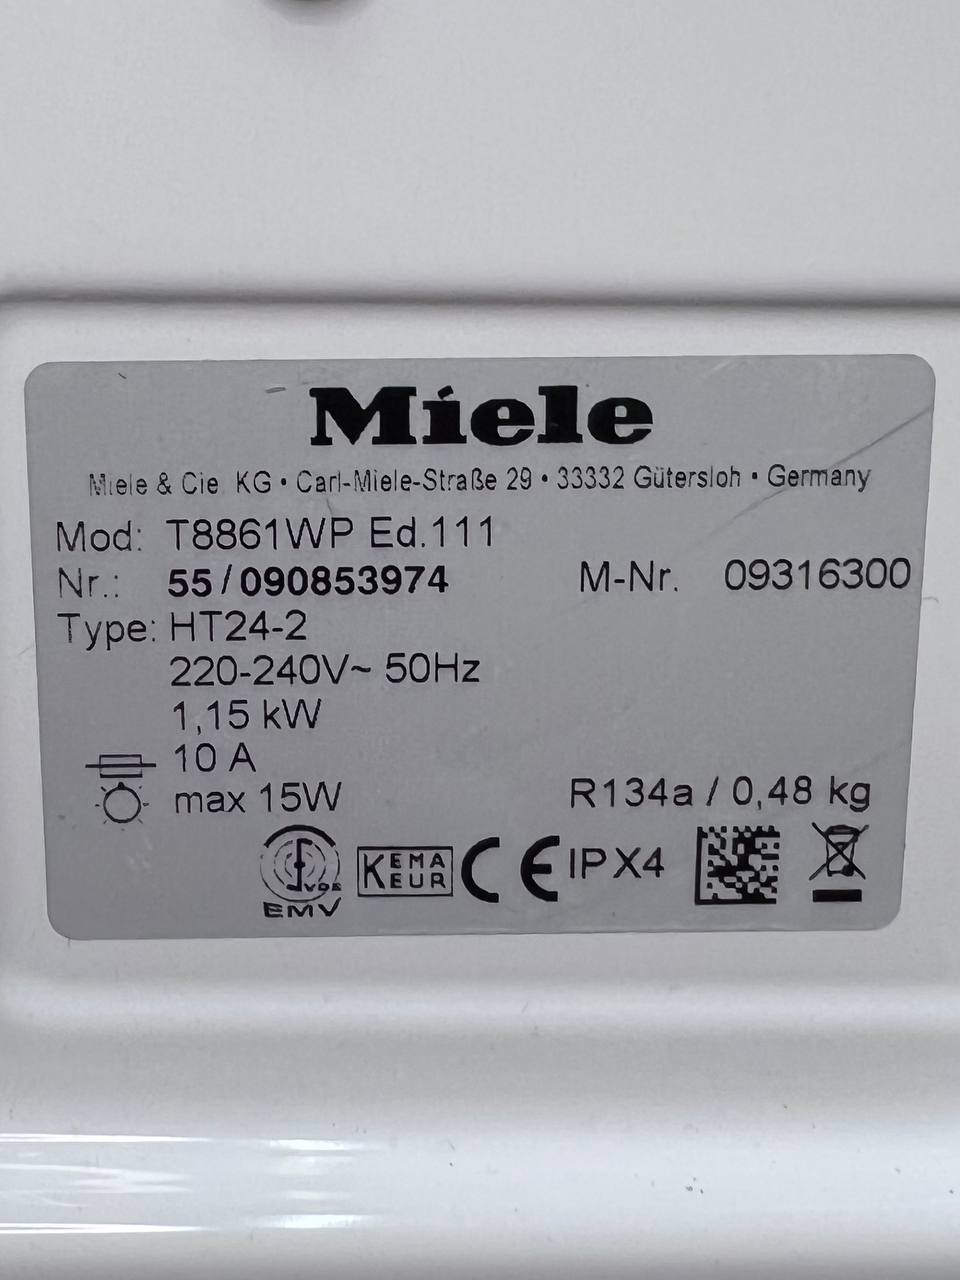 Miele
Miele & Cie. KG • Carl-Miele-Straße 29 • 33332 Gütersloh • Germany
Mod: T8861WP Ed.111
Nr.: 55/090853974 M-Nr. 09316300
Type: HT24-2
220-240V~ 50Hz
1,15 kW
10 A
max 15W R134a / 0,48 kg
VDE
EMV
KEMA
KEUR
CE
IPX4